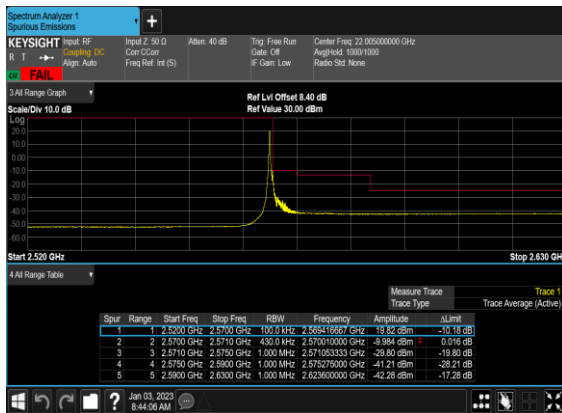 Spectrum Analyzer 1
Spurious Emissions
+
KEYSIGHT Input: RF Input Z: 50 Ω Atten: 40 dB Trig: Free Run Center Freq: 22.005000000 GHz
R T Coupling: DC Corr CCorr Gate: Off Avg|Hold: 1000/1000
Align: Auto Freq Ref: Int (S) IF Gain: Low Radio Std: None
FAIL
3 All Range Graph
Ref Lvl Offset 8.40 dB
Scale/Div 10.0 dB Ref Value 30.00 dBm
Log
20.0
10.0
0.00
-10.0
-20.0
-30.0
-40.0
-50.0
-60.0
Start 2.520 GHz Stop 2.630 GH
4 All Range Table
Measure Trace Trace 1
Trace Type Trace Average (Active)
Spur Range Start Freq Stop Freq RBW Frequency Amplitude ΔLimit
1 1 2.5200 GHz 2.5700 GHz 100.0 kHz 2.569416667 GHz 19.82 dBm -10.18 dB
2 2 2.5700 GHz 2.5710 GHz 430.0 kHz 2.570010000 GHz -9.984 dBm F 0.016 dB
3 3 2.5710 GHz 2.5750 GHz 1.000 MHz 2.571053333 GHz -29.80 dBm -19.80 dB
4 4 2.5750 GHz 2.5900 GHz 1.000 MHz 2.575275000 GHz -41.21 dBm -28.21 dB
5 5 2.5900 GHz 2.6300 GHz 1.000 MHz 2.623600000 GHz -42.28 dBm -17.28 dB
? Jan 03, 2023
8:44:06 AM